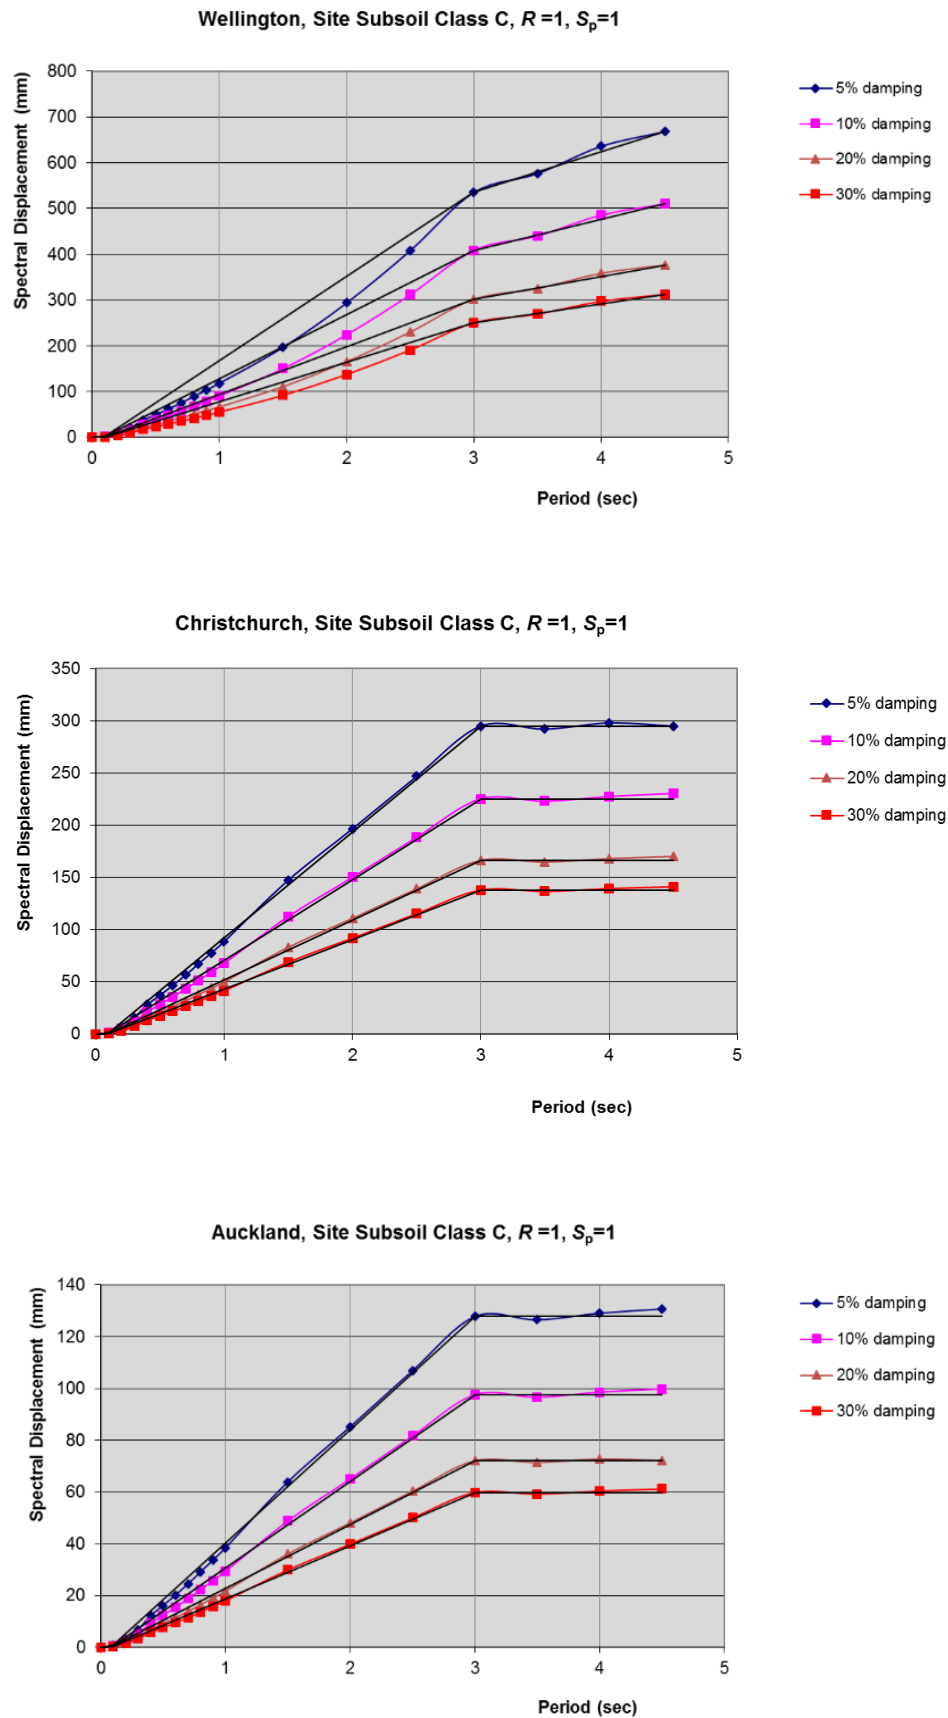 Wellington, Site Subsoil Class C, R =1, Sp=1
Spectral Displacement (mm)
800
700
600
500
400
300
200
100
0
0 1 2 3 4 5
Period (sec)
5% damping
10% damping
20% damping
30% damping
Christchurch, Site Subsoil Class C, R =1, Sp=1
Spectral Displacement (mm)
350
300
250
200
150
100
50
0
0 1 2 3 4 5
Period (sec)
5% damping
10% damping
20% damping
30% damping
Auckland, Site Subsoil Class C, R =1, Sp=1
Spectral Displacement (mm)
140
120
100
80
60
40
20
0
0 1 2 3 4 5
Period (sec)
5% damping
10% damping
20% damping
30% damping